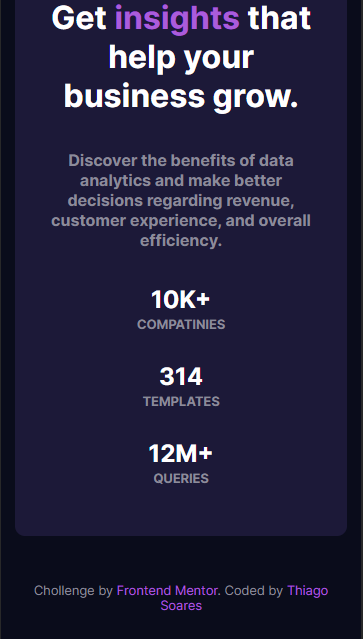 Get insights that
help your
business grow.
Discover the benefits of data
analytics and make better
decisions regarding revenue,
customer experience, and overall
efficiency.
10K+
COMPATINIES
314
TEMPLATES
12M+
QUERIES
Chollenge by Frontend Mentor. Coded by Thiago
Soares